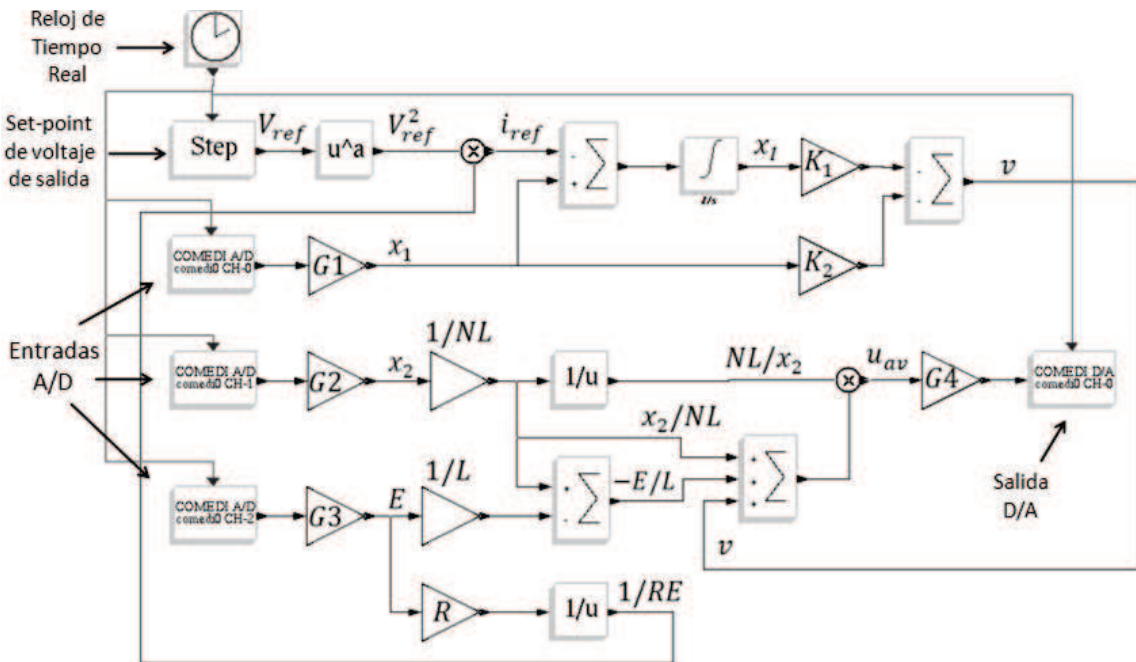 Reloj de
Tiempo
Real
Set-point
de voltaje
de salida
Step
V_ref
u^a
V_ref^2
i_ref
-
+
∑
∫
1/s
x_I
K_1
-
-
∑
v
COMEDI A/D
comedi0 CH-0
G1
x_1
K_2
Entradas
A/D
COMEDI A/D
comedi0 CH-1
G2
x_2
1/NL
1/u
NL/x_2
u_av
G4
COMEDI D/A
comedi0 CH-0
x_2/NL
COMEDI A/D
comedi0 CH-2
G3
E
1/L
+
-
∑
-E/L
+
+
+
∑
v
Salida
D/A
R
1/u
1/RE